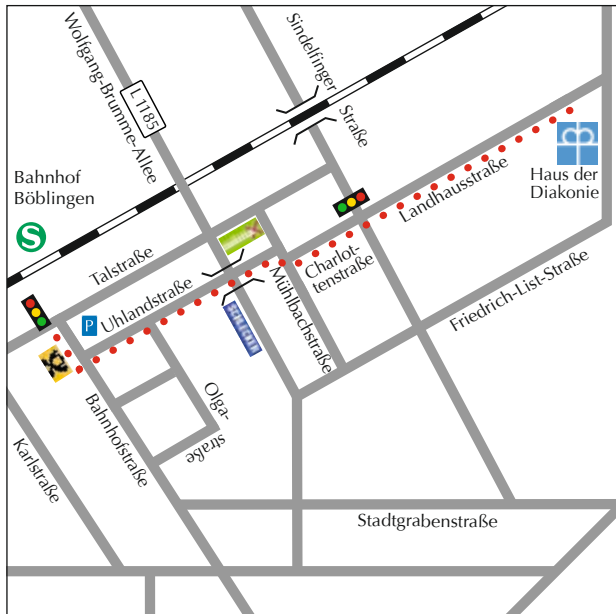 Wolfgang-Brumme-Allee
L 1185
Sindelfinger
Straße
Bahnhof
Böblingen
S
Haus der
Diakonie
Landhausstraße
Talstraße
Charlot-
tenstraße
Mühlbachstraße
Friedrich-List-Straße
P
Uhlandstraße
Olga-
straße
Bahnhofstraße
Karlstraße
Stadtgrabenstraße